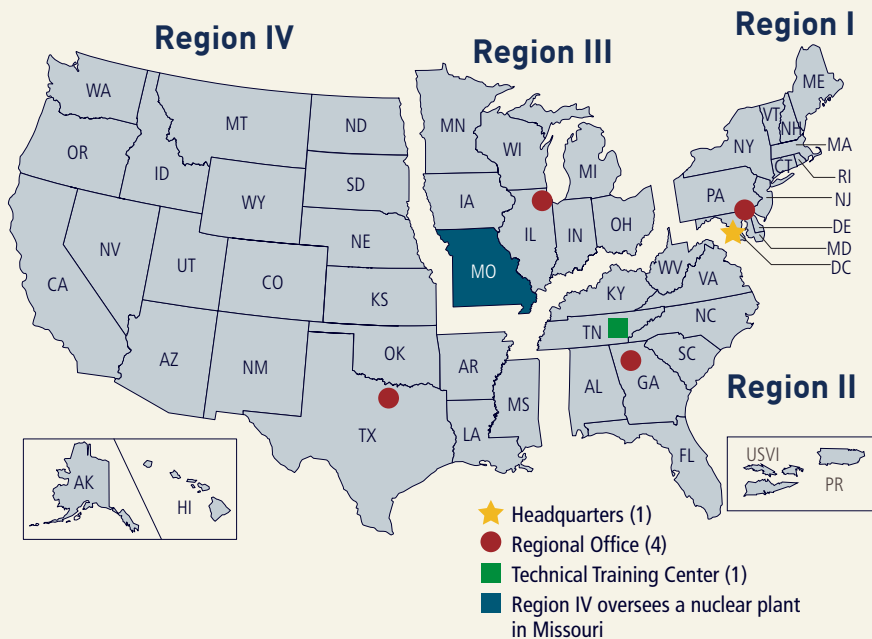 Region I
Region IV
Region III
WA
MT
ND
MN
ME
VT
NH
OR
ID
WI
NY
MA
SD
MI
CT
RI
WY
IA
PA
NJ
NE
OH
DE
NV
IL
IN
MD
UT
DC
CA
CO
MO
WV
VA
KS
KY
NC
TN
AZ
NM
OK
AR
SC
AL
GA
Region II
MS
TX
LA
FL
USVI
AK
HI
PR
Headquarters (1)
Regional Office (4)
Technical Training Center (1)
Region IV oversees a nuclear plant
in Missouri